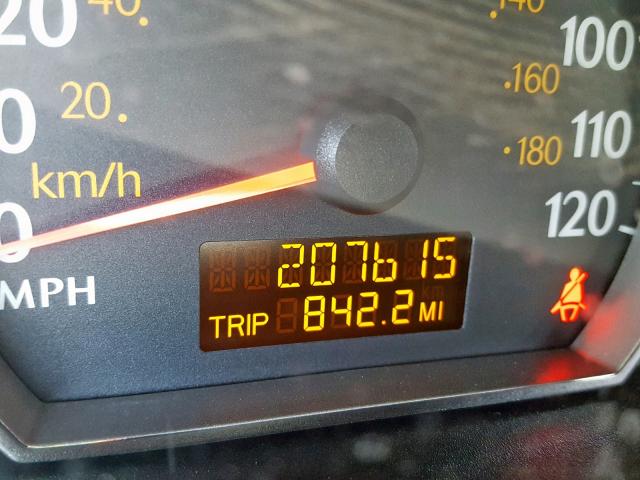 20 40. .140 100
0 20. .160 110
km/h .180
0 120
MPH 207615
TRIP 842.2 MI